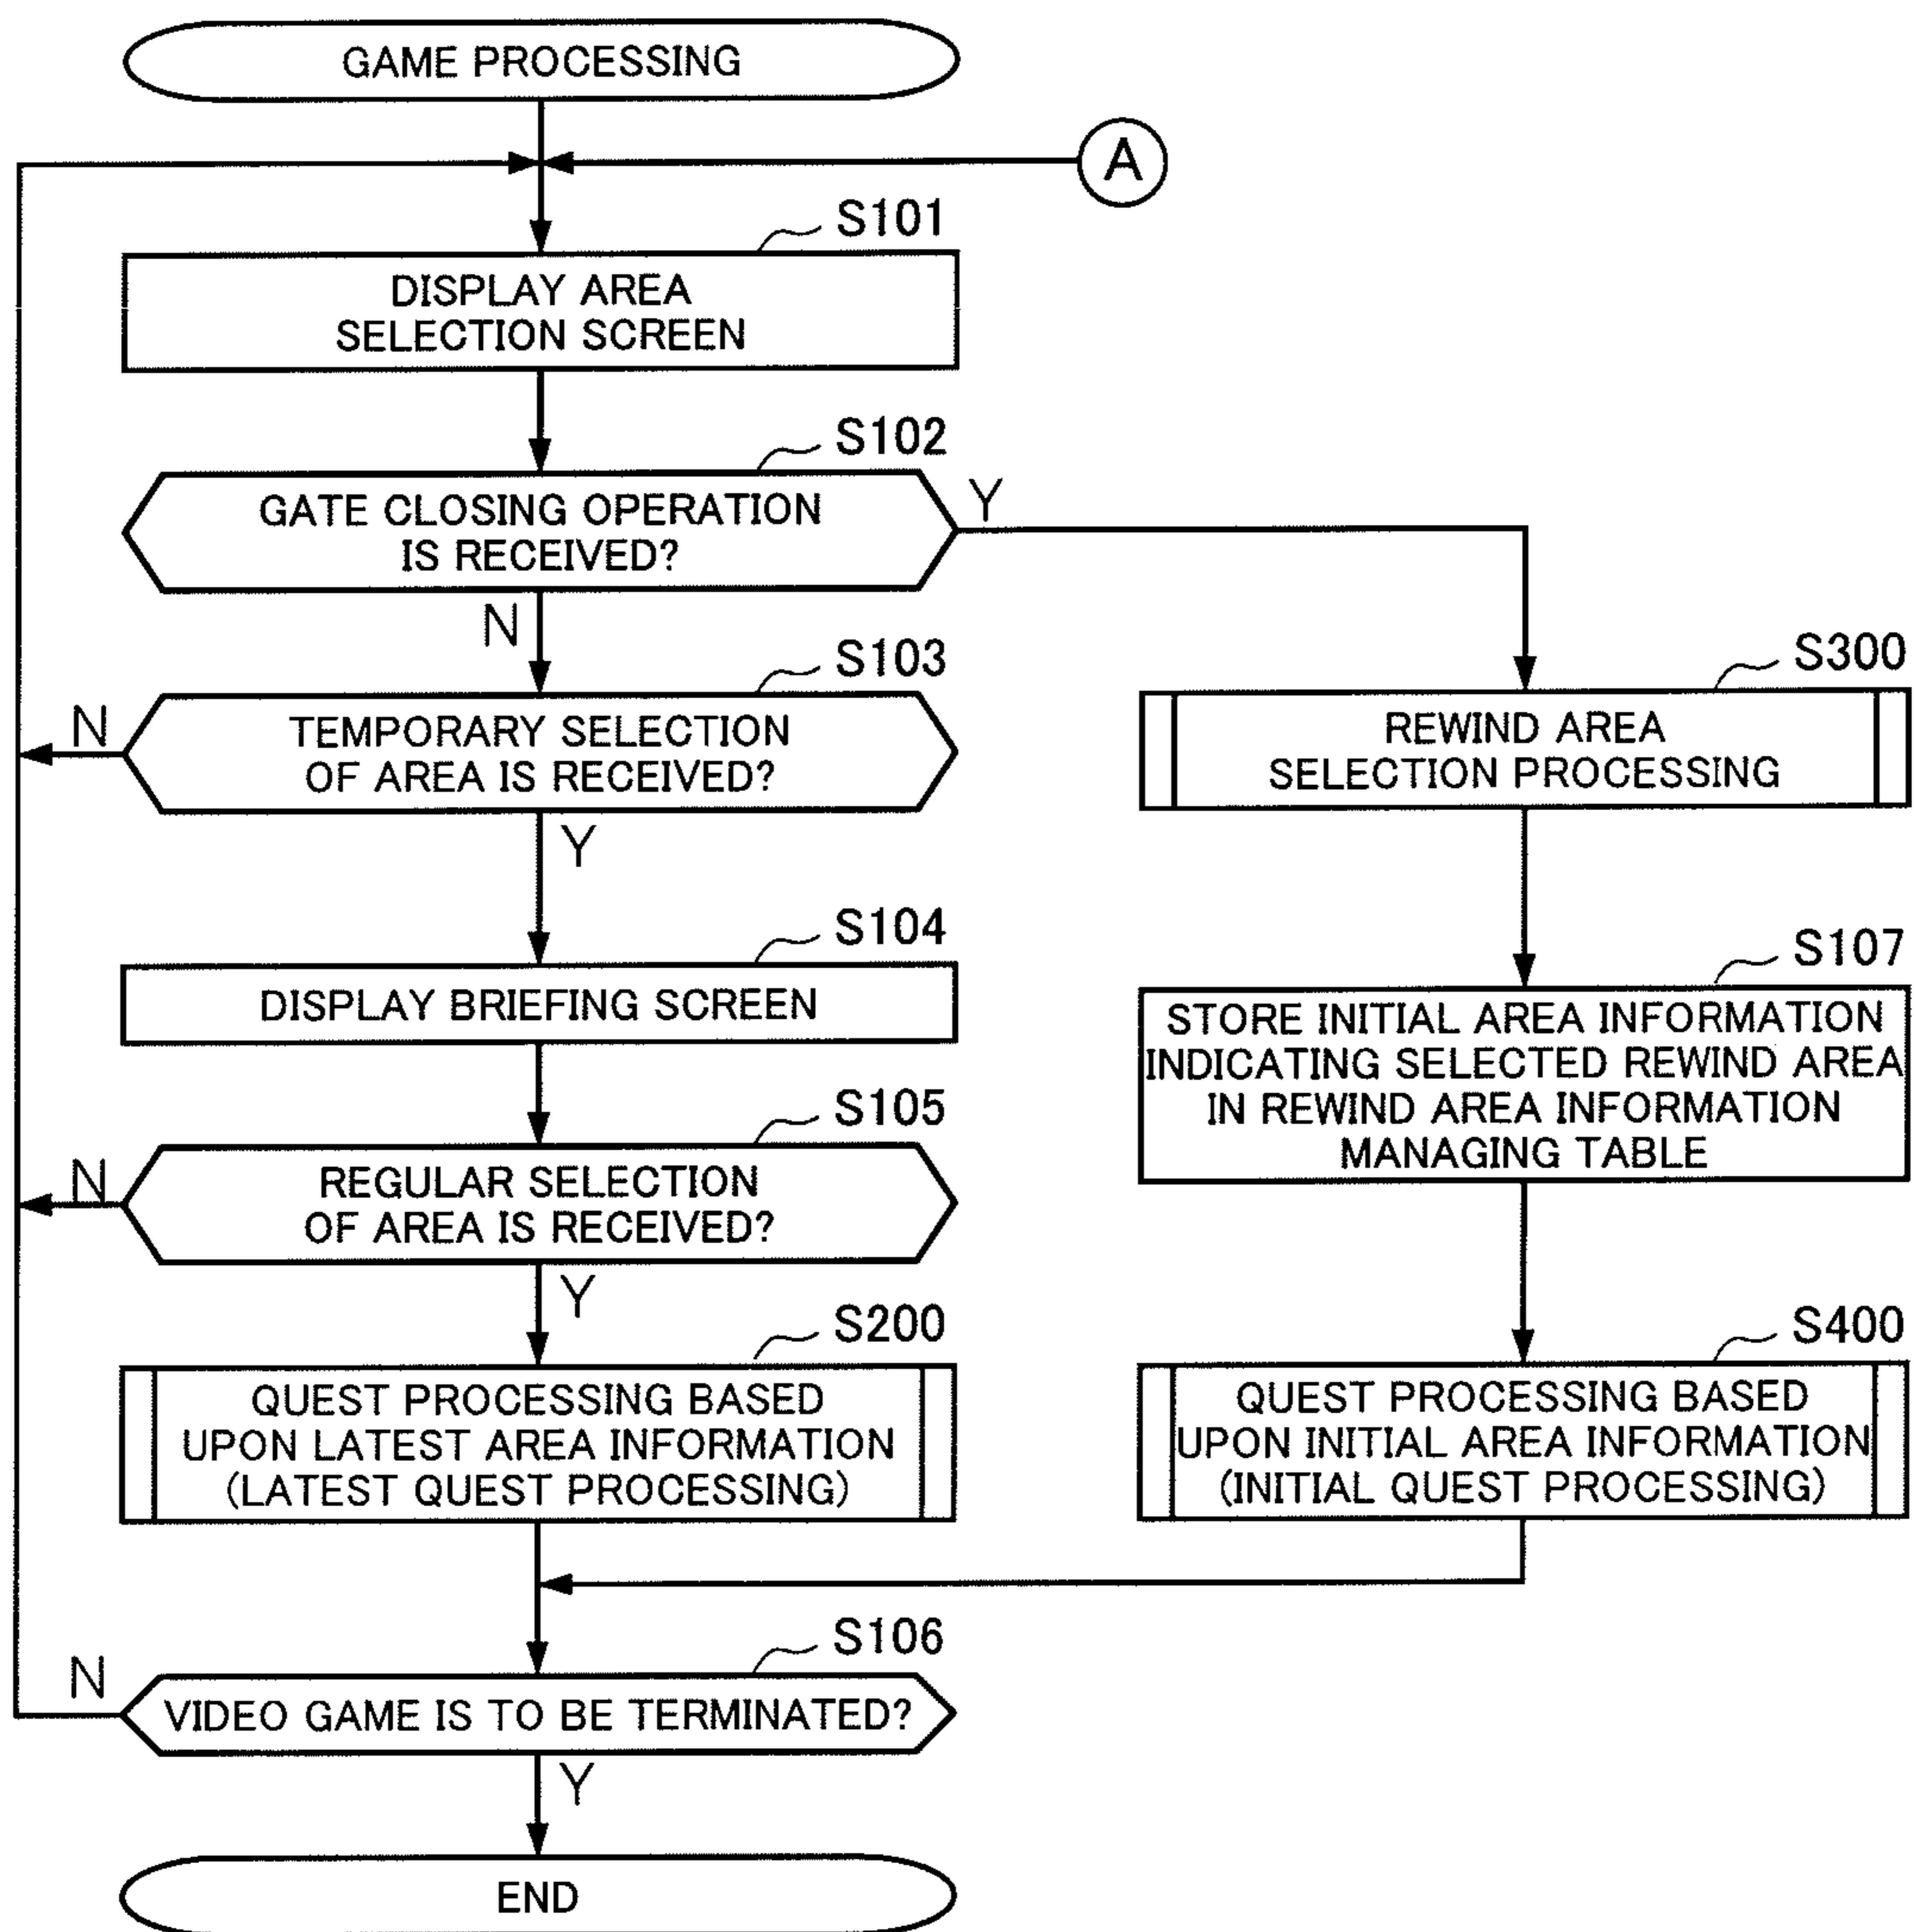 GAME PROCESSING
A
S101
DISPLAY AREA
SELECTION SCREEN
S102
GATE CLOSING OPERATION
IS RECEIVED?
Y
N
S103
TEMPORARY SELECTION
OF AREA IS RECEIVED?
N
Y
S300
REWIND AREA
SELECTION PROCESSING
S104
DISPLAY BRIEFING SCREEN
S107
STORE INITIAL AREA INFORMATION
INDICATING SELECTED REWIND AREA
IN REWIND AREA INFORMATION
MANAGING TABLE
S105
REGULAR SELECTION
OF AREA IS RECEIVED?
N
Y
S200
QUEST PROCESSING BASED
UPON LATEST AREA INFORMATION
(LATEST QUEST PROCESSING)
S400
QUEST PROCESSING BASED
UPON INITIAL AREA INFORMATION
(INITIAL QUEST PROCESSING)
S106
VIDEO GAME IS TO BE TERMINATED?
N
Y
END